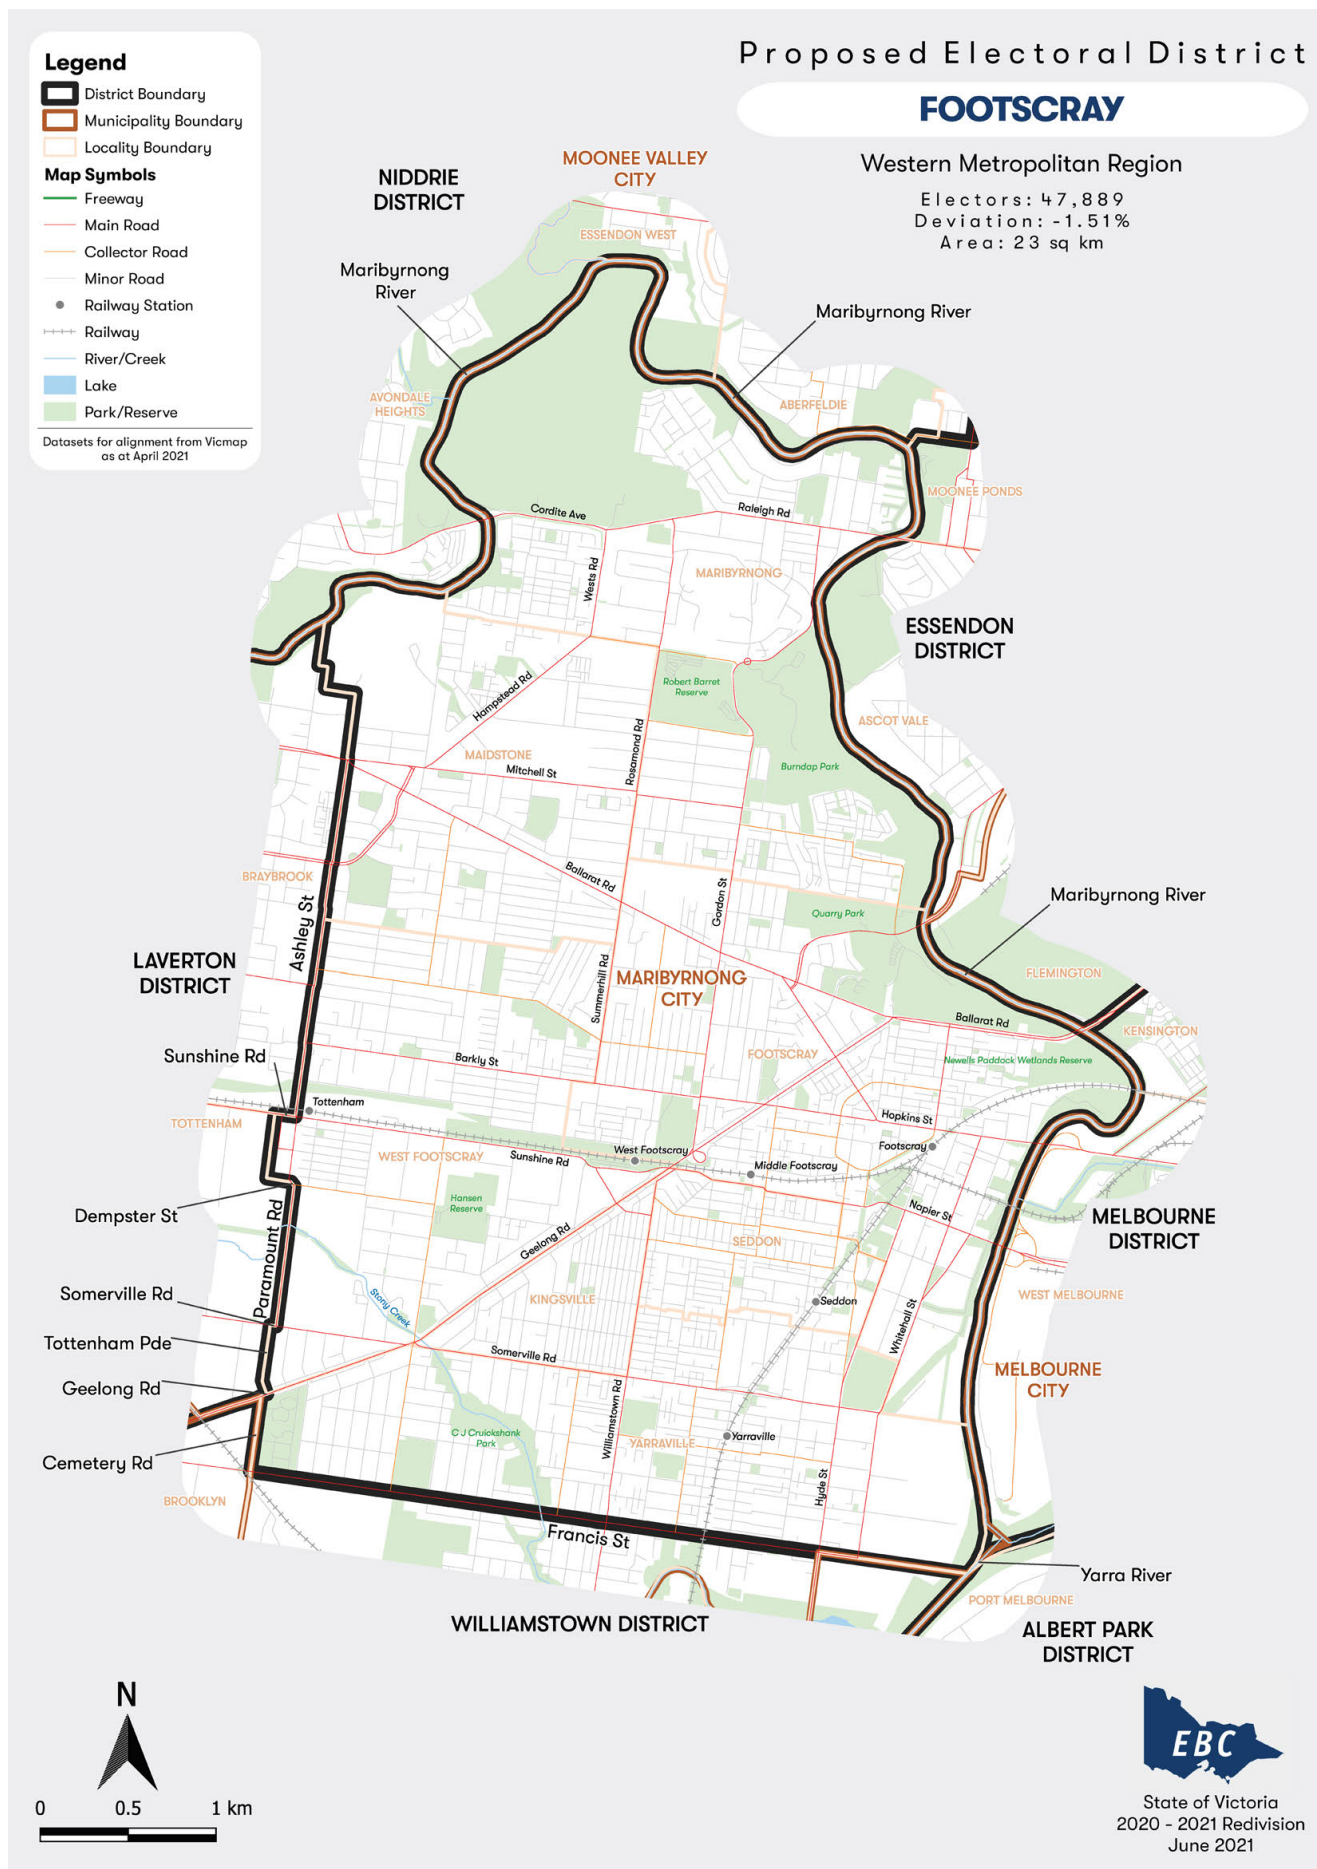 Legend
District Boundary
Municipality Boundary
Locality Boundary
Map Symbols
Freeway
Main Road
Collector Road
Minor Road
Railway Station
Railway
River/Creek
Lake
Park/Reserve
Datasets for alignment from Vicmap
as at April 2021
Proposed Electoral District
FOOTSCRAY
Western Metropolitan Region
Electors: 47,889
Deviation: -1.51%
Area: 23 sq km
MOONEE VALLEY
CITY
NIDDRIE
DISTRICT
ESSENDON WEST
Maribyrnong
River
Maribyrnong River
AVONDALE
HEIGHTS
ABERFELDIE
MOONEE PONDS
Cordite Ave
Raleigh Rd
Wests Rd
MARIBYRNONG
ESSENDON
DISTRICT
Robert Barret
Reserve
Hampstead Rd
Rosamond Rd
ASCOT VALE
MAIDSTONE
Mitchell St
Burndap Park
BRAYBROOK
Ballarat Rd
Gordon St
Quarry Park
Maribyrnong River
Ashley St
LAVERTON
DISTRICT
Summerhill Rd
MARIBYRNONG
CITY
FLEMINGTON
Ballarat Rd
KENSINGTON
Sunshine Rd
Barkly St
FOOTSCRAY
Newells Paddock Wetlands Reserve
Tottenham
TOTTENHAM
Hopkins St
WEST FOOTSCRAY
Sunshine Rd
West Footscray
Footscray
Middle Footscray
Hansen
Reserve
Dempster St
Paramount Rd
Napier St
MELBOURNE
DISTRICT
Geelong Rd
SEDDON
Somerville Rd
Stony Creek
KINGSVILLE
Seddon
WEST MELBOURNE
Whitehall St
Tottenham Pde
Somerville Rd
MELBOURNE
CITY
Geelong Rd
Williamstown Rd
C J Cruickshank
Park
YARRAVILLE
Yarraville
Cemetery Rd
Hyde St
BROOKLYN
Francis St
Yarra River
PORT MELBOURNE
WILLIAMSTOWN DISTRICT
ALBERT PARK
DISTRICT
N
0 0.5 1 km
EBC
State of Victoria
2020 - 2021 Redivision
June 2021